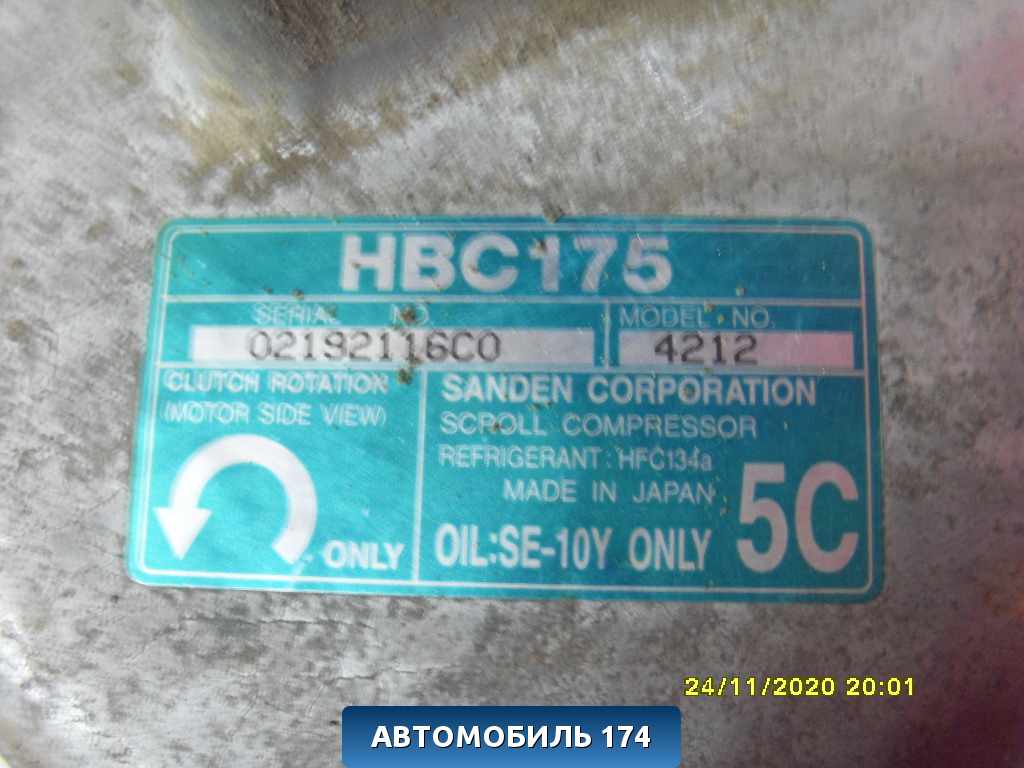 HBC175
SERIAL NO. MODEL NO.
02192116C0 4212
CLUTCH ROTATION
(MOTOR SIDE VIEW)
ONLY
SANDEN CORPORATION
SCROLL COMPRESSOR
REFRIGERANT : HFC134a
MADE IN JAPAN
5C
OIL:SE-10Y ONLY
24/11/2020 20:01
АВТОМОБИЛЬ 174